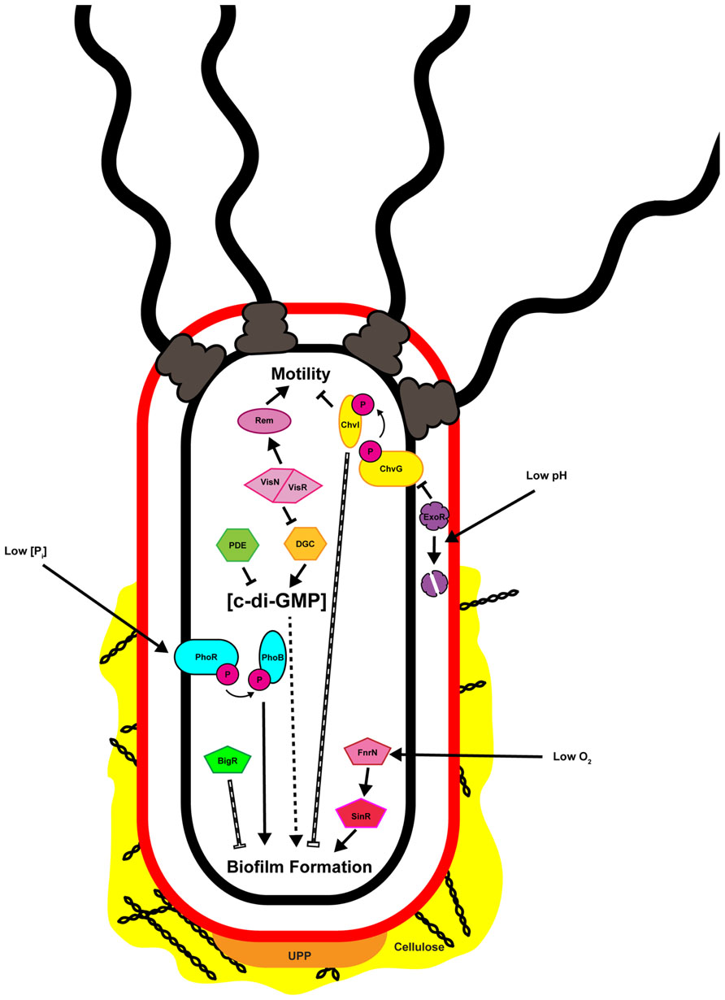 Motility
P
Rem
ChvI
P
ChvG
Low pH
VisN
VisR
ExoR
PDE
DGC
Low [Pi]
[c-di-GMP]
PhoR
PhoB
P
P
BigR
FnrN
Low O2
SinR
Biofilm Formation
Cellulose
UPP